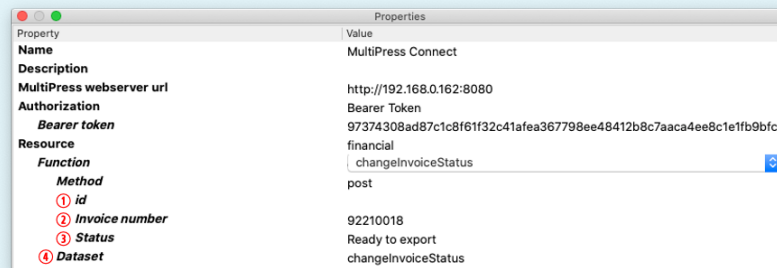 Properties
Property Value
Name MultiPress Connect
Description
MultiPress webserver url http://192.168.0.162:8080
Authorization Bearer Token
Bearer token 97374308ad87c1c8f61f32c41afea367798ee48412b8c7aaca4ee8c1e1fb9bfc
Resource financial
Function changeInvoiceStatus
Method post
① id
② Invoice number 92210018
③ Status Ready to export
④ Dataset changeInvoiceStatus